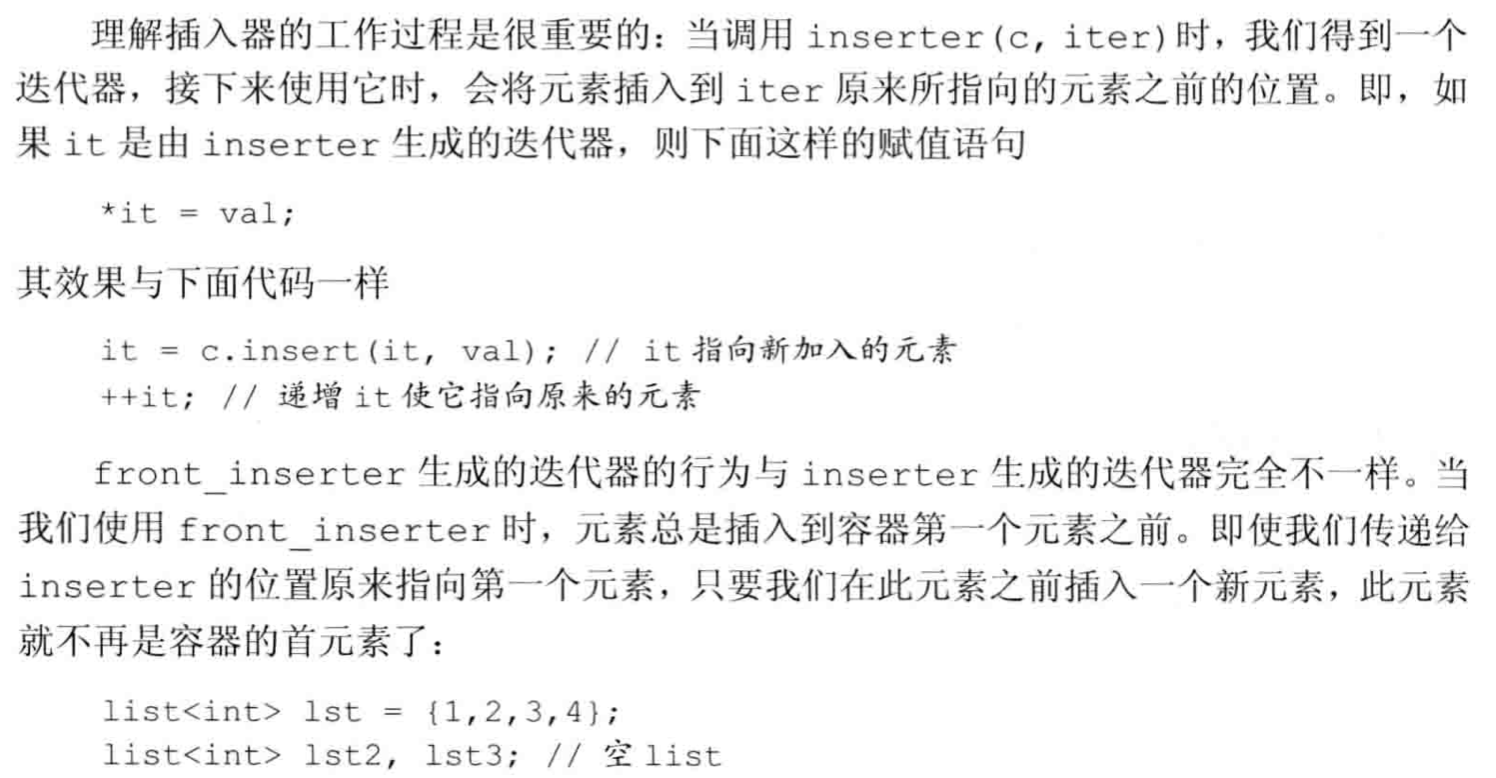 理解插入器的工作过程是很重要的：当调用 inserter(c, iter)时，我们得到一个
迭代器，接下来使用它时，会将元素插入到 iter 原来所指向的元素之前的位置。即，如
果 it 是由 inserter 生成的迭代器，则下面这样的赋值语句
*it = val;
其效果与下面代码一样
it = c.insert(it, val); // it 指向新加入的元素
++it; // 递增 it 使它指向原来的元素
front_inserter 生成的迭代器的行为与 inserter 生成的迭代器完全不一样。当
我们使用 front_inserter 时，元素总是插入到容器第一个元素之前。即使我们传递给
inserter 的位置原来指向第一个元素，只要我们在此元素之前插入一个新元素，此元素
就不再是容器的首元素了：
list<int> lst = {1,2,3,4};
list<int> lst2, lst3; // 空 list